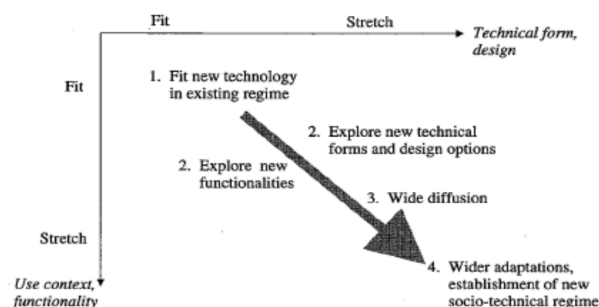 Fit
Stretch
Technical form,
design
Fit
1. Fit new technology
in existing regime
2. Explore new technical
forms and design options
2. Explore new
functionalities
3. Wide diffusion
Stretch
4. Wider adaptations,
establishment of new
socio-technical regime
Use context,
functionality